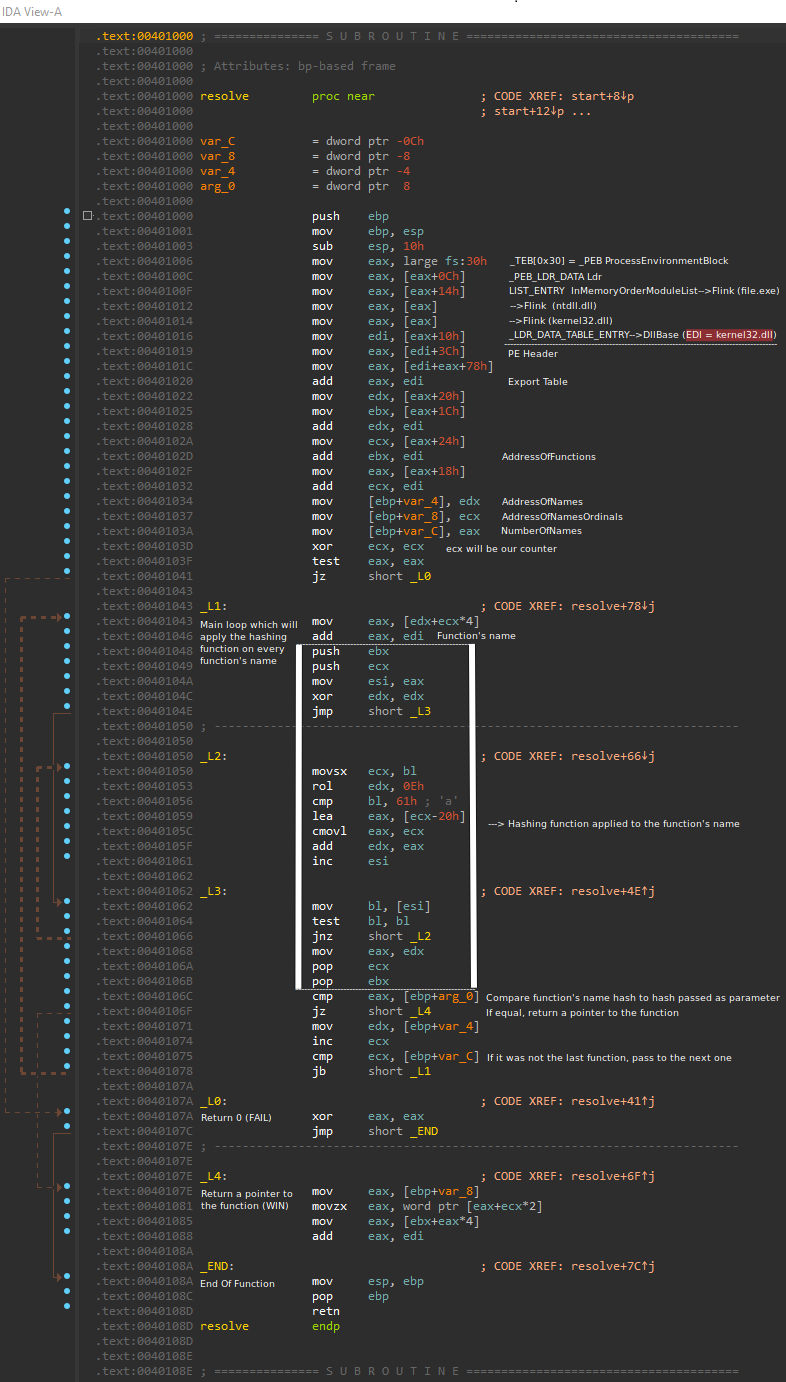 IDA View-A
.text:00401000 ; =============== S U B R O U T I N E =======================================
.text:00401000
.text:00401000 ; Attributes: bp-based frame
.text:00401000
.text:00401000 resolve proc near ; CODE XREF: start+8↓p
.text:00401000 ; start+12↓p ...
.text:00401000
.text:00401000 var_C = dword ptr -0Ch
.text:00401000 var_8 = dword ptr -8
.text:00401000 var_4 = dword ptr -4
.text:00401000 arg_0 = dword ptr 8
.text:00401000
.text:00401000 push ebp
.text:00401001 mov ebp, esp
.text:00401003 sub esp, 10h
.text:00401006 mov eax, large fs:30h _TEB[0x30] = _PEB ProcessEnvironmentBlock
.text:0040100C mov eax, [eax+0Ch] _PEB_LDR_DATA Ldr
.text:0040100F mov eax, [eax+14h] LIST_ENTRY InMemoryOrderModuleList-->Flink (file.exe)
.text:00401012 mov eax, [eax] -->Flink (ntdll.dll)
.text:00401014 mov eax, [eax] -->Flink (kernel32.dll)
.text:00401016 mov edi, [eax+10h] _LDR_DATA_TABLE_ENTRY-->DllBase (EDI = kernel32.dll)
.text:00401019 mov eax, [edi+3Ch] PE Header
.text:0040101C mov eax, [edi+eax+78h]
.text:00401020 add eax, edi Export Table
.text:00401022 mov edx, [eax+20h]
.text:00401025 mov ebx, [eax+1Ch]
.text:00401028 add edx, edi
.text:0040102A mov ecx, [eax+24h]
.text:0040102D add ebx, edi AddressOfFunctions
.text:0040102F mov eax, [eax+18h]
.text:00401032 add ecx, edi
.text:00401034 mov [ebp+var_4], edx AddressOfNames
.text:00401037 mov [ebp+var_8], ecx AddressOfNamesOrdinals
.text:0040103A mov [ebp+var_C], eax NumberOfNames
.text:0040103D xor ecx, ecx ecx will be our counter
.text:0040103F test eax, eax
.text:00401041 jz short _L0
.text:00401043
.text:00401043 _L1: ; CODE XREF: resolve+78↓j
.text:00401043 Main loop which will mov eax, [edx+ecx*4]
.text:00401046 apply the hashing add eax, edi Function's name
.text:00401048 function on every push ebx
.text:00401049 function's name push ecx
.text:0040104A mov esi, eax
.text:0040104C xor edx, edx
.text:0040104E jmp short _L3
.text:00401050 ; ---------------------------------------------------------------------------
.text:00401050
.text:00401050 _L2: ; CODE XREF: resolve+66↓j
.text:00401050 movsx ecx, bl
.text:00401053 rol edx, 0Eh
.text:00401056 cmp bl, 61h ; 'a'
.text:00401059 lea eax, [ecx-20h] ---> Hashing function applied to the function's name
.text:0040105C cmovl eax, ecx
.text:0040105F add edx, eax
.text:00401061 inc esi
.text:00401062
.text:00401062 _L3: ; CODE XREF: resolve+4E↑j
.text:00401062 mov bl, [esi]
.text:00401064 test bl, bl
.text:00401066 jnz short _L2
.text:00401068 mov eax, edx
.text:0040106A pop ecx
.text:0040106B pop ebx
.text:0040106C cmp eax, [ebp+arg_0] Compare function's name hash to hash passed as parameter
.text:0040106F jz short _L4 If equal, return a pointer to the function
.text:00401071 mov edx, [ebp+var_4]
.text:00401074 inc ecx
.text:00401075 cmp ecx, [ebp+var_C] If it was not the last function, pass to the next one
.text:00401078 jb short _L1
.text:0040107A
.text:0040107A _L0: ; CODE XREF: resolve+41↑j
.text:0040107A Return 0 (FAIL) xor eax, eax
.text:0040107C jmp short _END
.text:0040107E ; ---------------------------------------------------------------------------
.text:0040107E
.text:0040107E _L4: ; CODE XREF: resolve+6F↑j
.text:0040107E Return a pointer to mov eax, [ebp+var_8]
.text:00401081 the function (WIN) movzx eax, word ptr [eax+ecx*2]
.text:00401085 mov eax, [ebx+eax*4]
.text:00401088 add eax, edi
.text:0040108A
.text:0040108A _END: ; CODE XREF: resolve+7C↑j
.text:0040108A End Of Function mov esp, ebp
.text:0040108C pop ebp
.text:0040108D retn
.text:0040108D resolve endp
.text:0040108D
.text:0040108E
.text:0040108E ; =============== S U B R O U T I N E =======================================